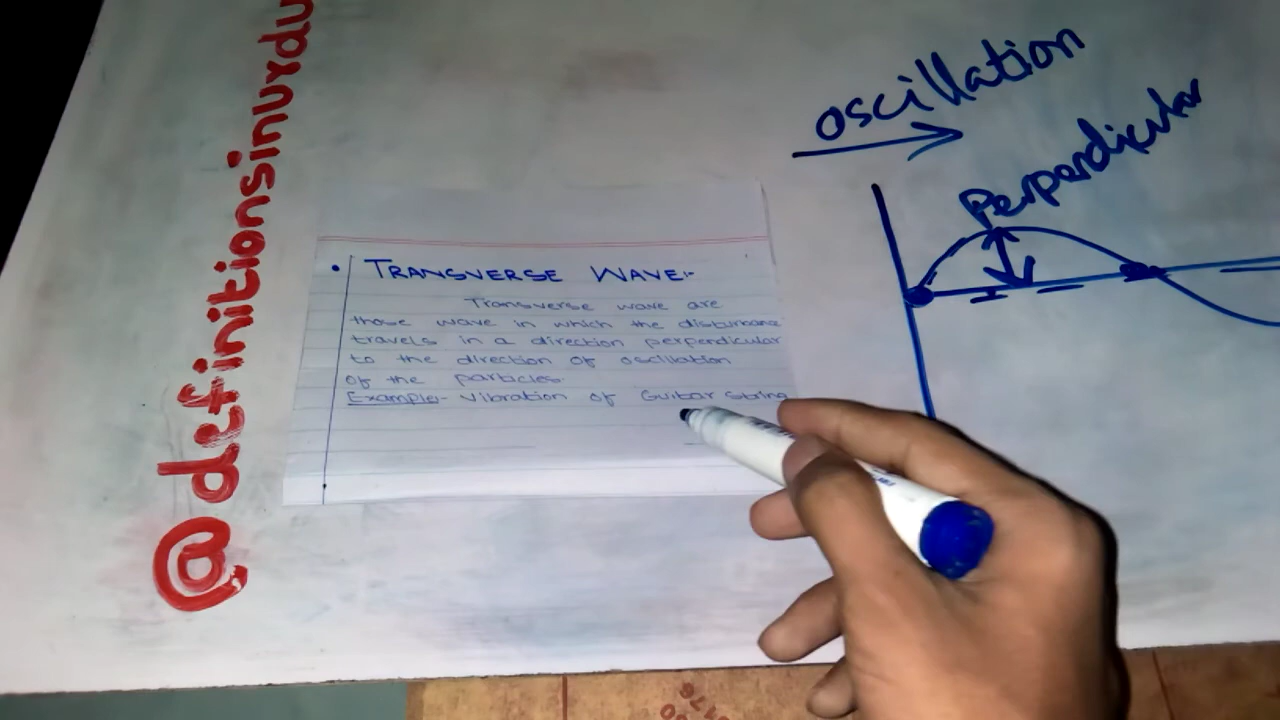 @definitionsinurdu
oscillation
Perpendicular
• TRANSVERSE WAVE:-
Transverse wave are
those wave in which the disturbance
travels in a direction perpendicular
to the direction of oscillation
of the particles.
Example:- Vibration of Guitar String